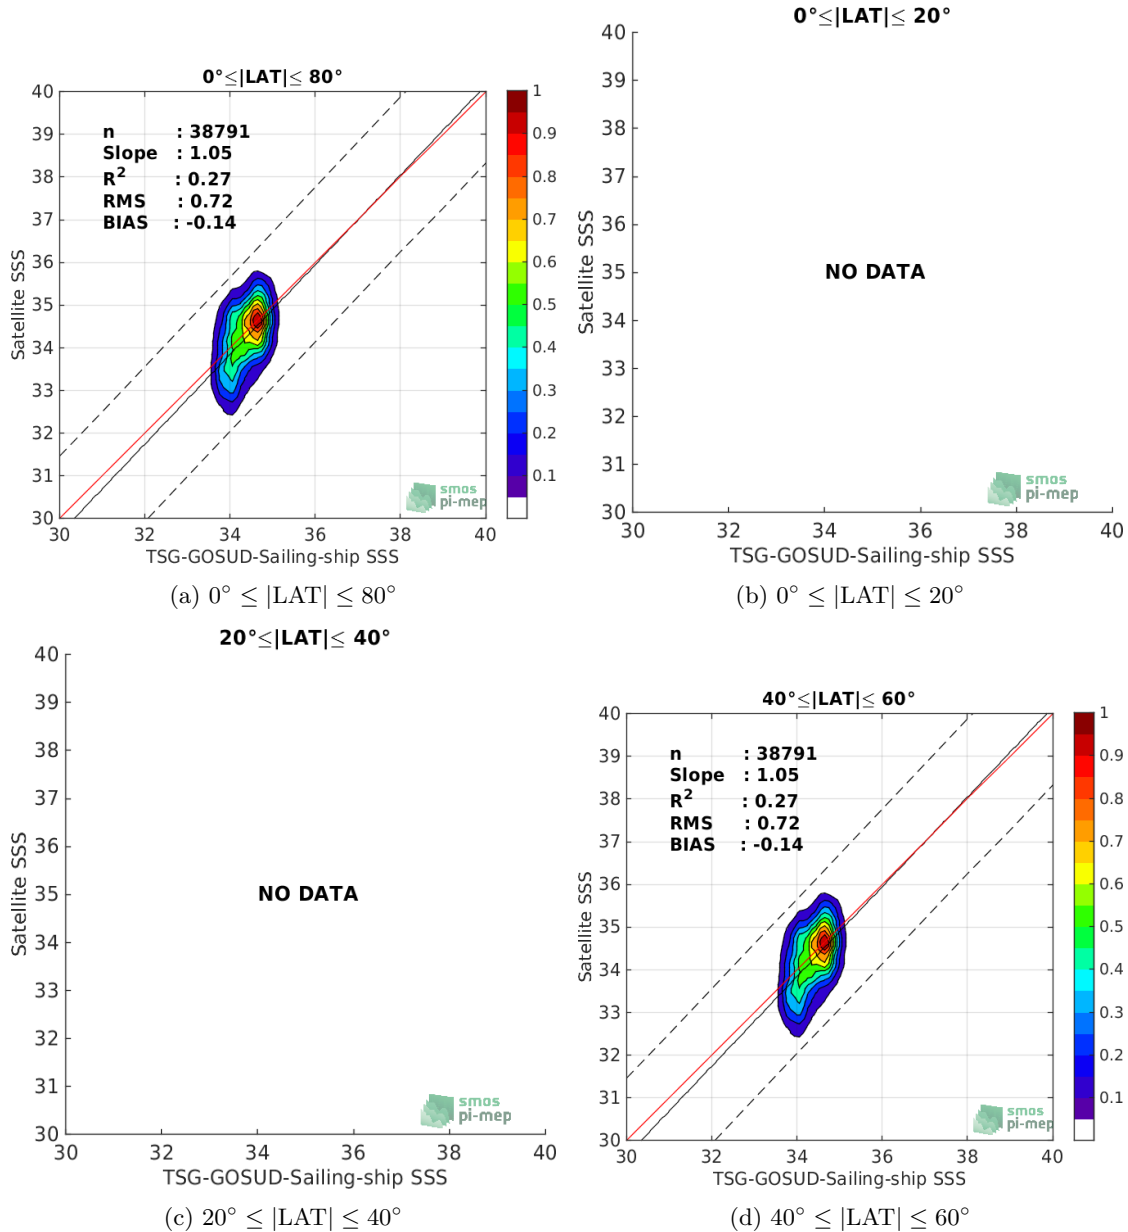 0°≤|LAT|≤ 80°
n : 38791
Slope : 1.05
R² : 0.27
RMS : 0.72
BIAS : -0.14
40
39
38
37
36
35
34
33
32
31
30
30
32
34
36
38
40
Satellite SSS
TSG-GOSUD-Sailing-ship SSS
1
0.9
0.8
0.7
0.6
0.5
0.4
0.3
0.2
0.1
smos
pi-mep
(a) 0° ≤ |LAT| ≤ 80°
0°≤|LAT|≤ 20°
40
39
38
37
36
35
34
33
32
31
30
30
32
34
36
38
40
Satellite SSS
NO DATA
TSG-GOSUD-Sailing-ship SSS
smos
pi-mep
(b) 0° ≤ |LAT| ≤ 20°
20°≤|LAT|≤ 40°
40
39
38
37
36
35
34
33
32
31
30
30
32
34
36
38
40
Satellite SSS
NO DATA
TSG-GOSUD-Sailing-ship SSS
smos
pi-mep
(c) 20° ≤ |LAT| ≤ 40°
40°≤|LAT|≤ 60°
n : 38791
Slope : 1.05
R² : 0.27
RMS : 0.72
BIAS : -0.14
40
39
38
37
36
35
34
33
32
31
30
30
32
34
36
38
40
Satellite SSS
TSG-GOSUD-Sailing-ship SSS
1
0.9
0.8
0.7
0.6
0.5
0.4
0.3
0.2
0.1
smos
pi-mep
(d) 40° ≤ |LAT| ≤ 60°